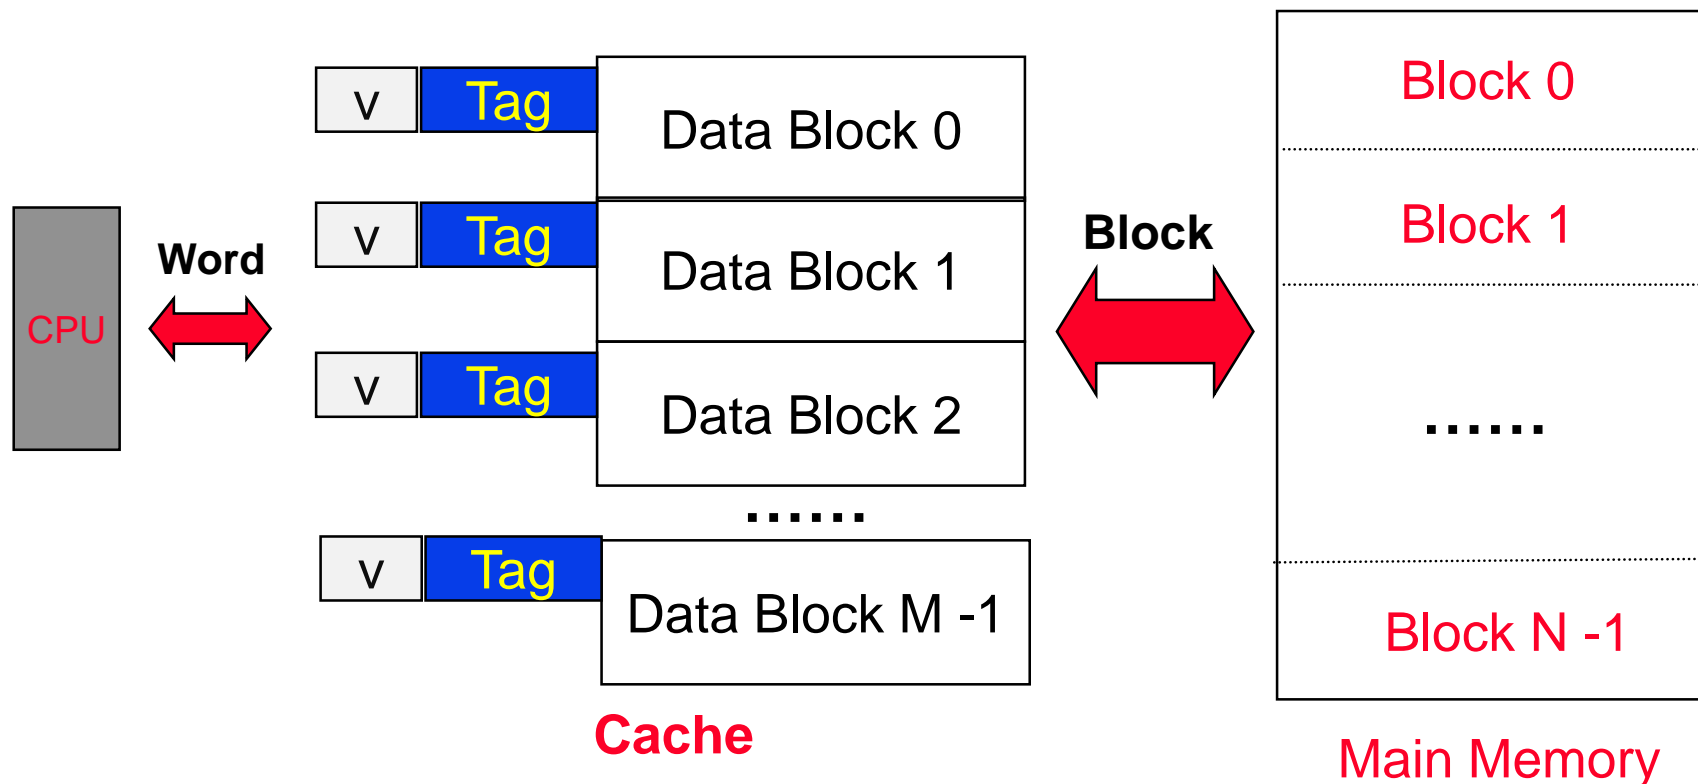 CPU
Word
v Tag Data Block 0
v Tag Data Block 1
v Tag Data Block 2
......
v Tag Data Block M -1
Cache
Block
Block 0
Block 1
......
Block N -1
Main Memory